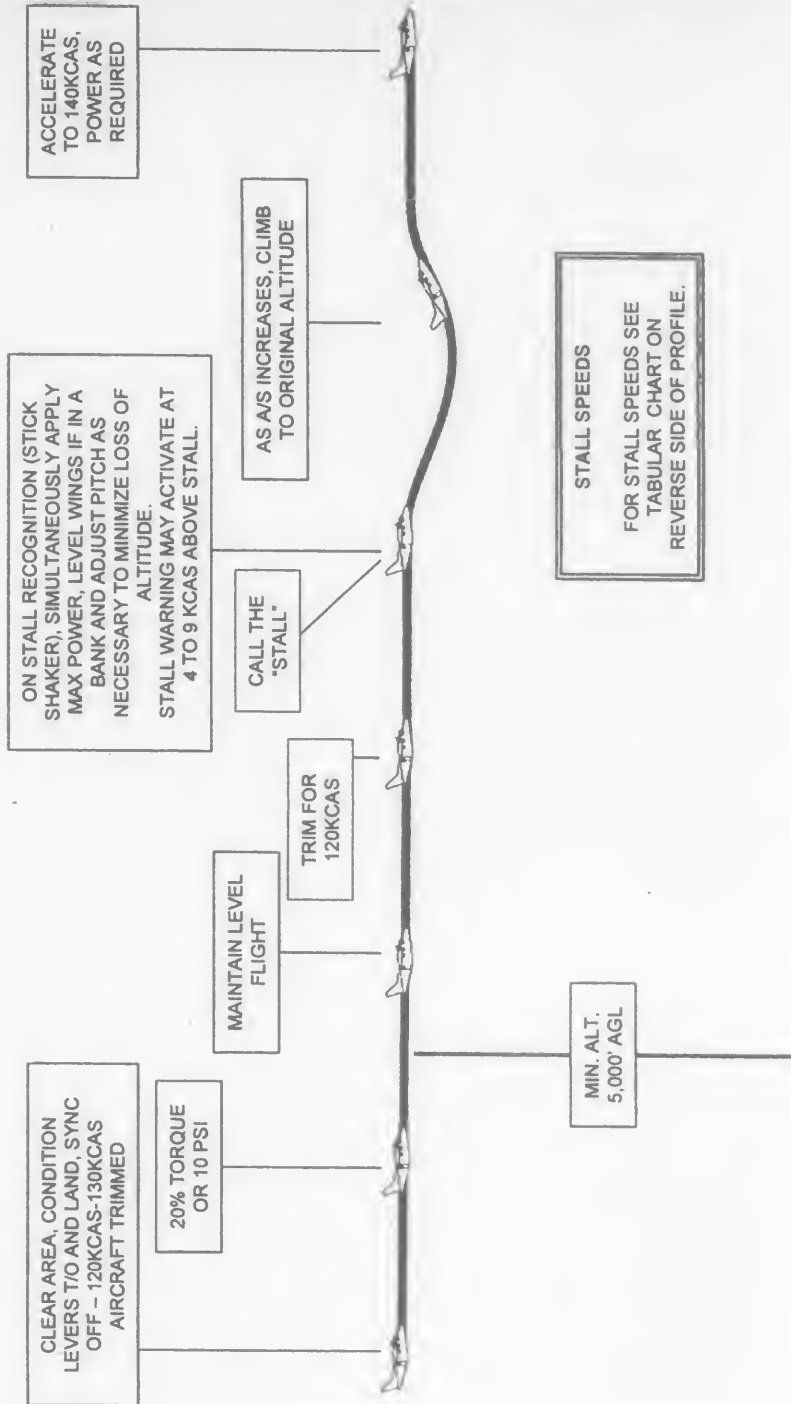 CLEAR AREA, CONDITION
LEVERS T/O AND LAND, SYNC
OFF – 120KCAS-130KCAS
AIRCRAFT TRIMMED
20% TORQUE
OR 10 PSI
MAINTAIN LEVEL
FLIGHT
TRIM FOR
120KCAS
CALL THE
"STALL"
ON STALL RECOGNITION (STICK
SHAKER), SIMULTANEOUSLY APPLY
MAX POWER, LEVEL WINGS IF IN A
BANK AND ADJUST PITCH AS
NECESSARY TO MINIMIZE LOSS OF
ALTITUDE.
STALL WARNING MAY ACTIVATE AT
4 TO 9 KCAS ABOVE STALL.
AS A/S INCREASES, CLIMB
TO ORIGINAL ALTITUDE
ACCELERATE
TO 140KCAS,
POWER AS
REQUIRED
MIN. ALT.
5,000' AGL
STALL SPEEDS
FOR STALL SPEEDS SEE
TABULAR CHART ON
REVERSE SIDE OF PROFILE.